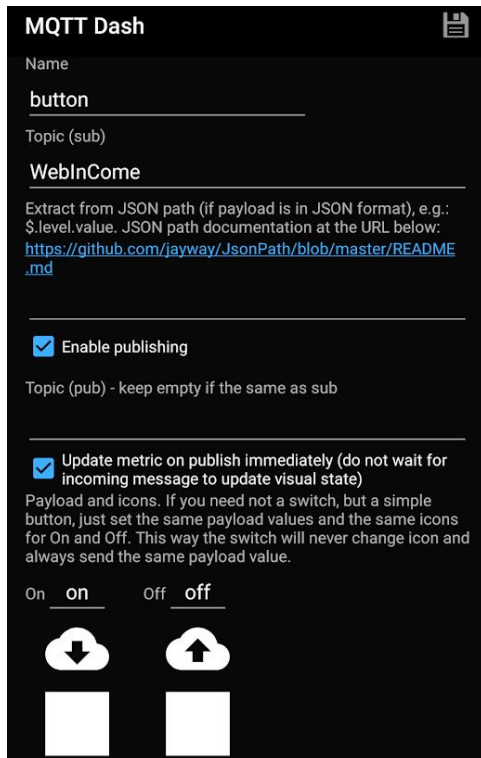 MQTT Dash
Name
button
Topic (sub)
WebInCome
Extract from JSON path (if payload is in JSON format), e.g.:
$.level.value. JSON path documentation at the URL below:
https://github.com/jayway/JsonPath/blob/master/README
.md
Enable publishing
Topic (pub) - keep empty if the same as sub
Update metric on publish immediately (do not wait for
incoming message to update visual state)
Payload and icons. If you need not a switch, but a simple
button, just set the same payload values and the same icons
for On and Off. This way the switch will never change icon and
always send the same payload value.
On on Off off